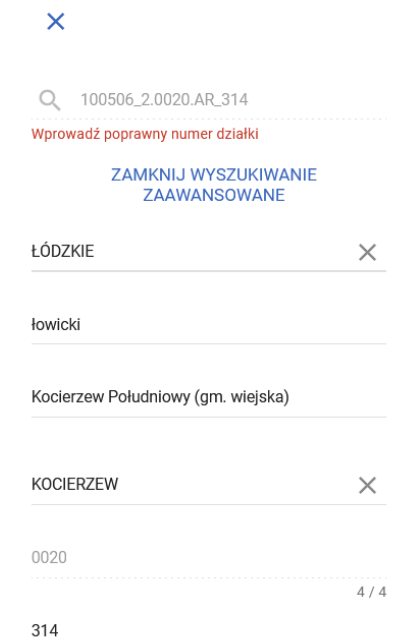 100506_2.0020.AR_314
Wprowadź poprawny numer działki
ZAMKNIJ WYSZUKIWANIE
ZAAWANSOWANE
ŁÓDZKIE
łowicki
Kocierzew Południowy (gm. wiejska)
KOCIERZEW
0020
4 / 4
314